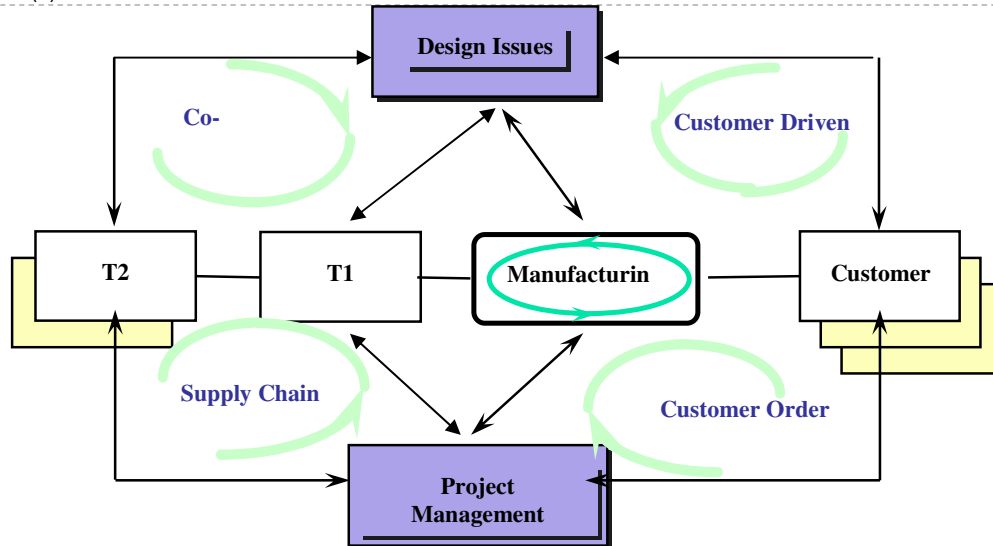 Design Issues
Co-
Customer Driven
T2
T1
Manufacturin
Customer
Supply Chain
Customer Order
Project
Management